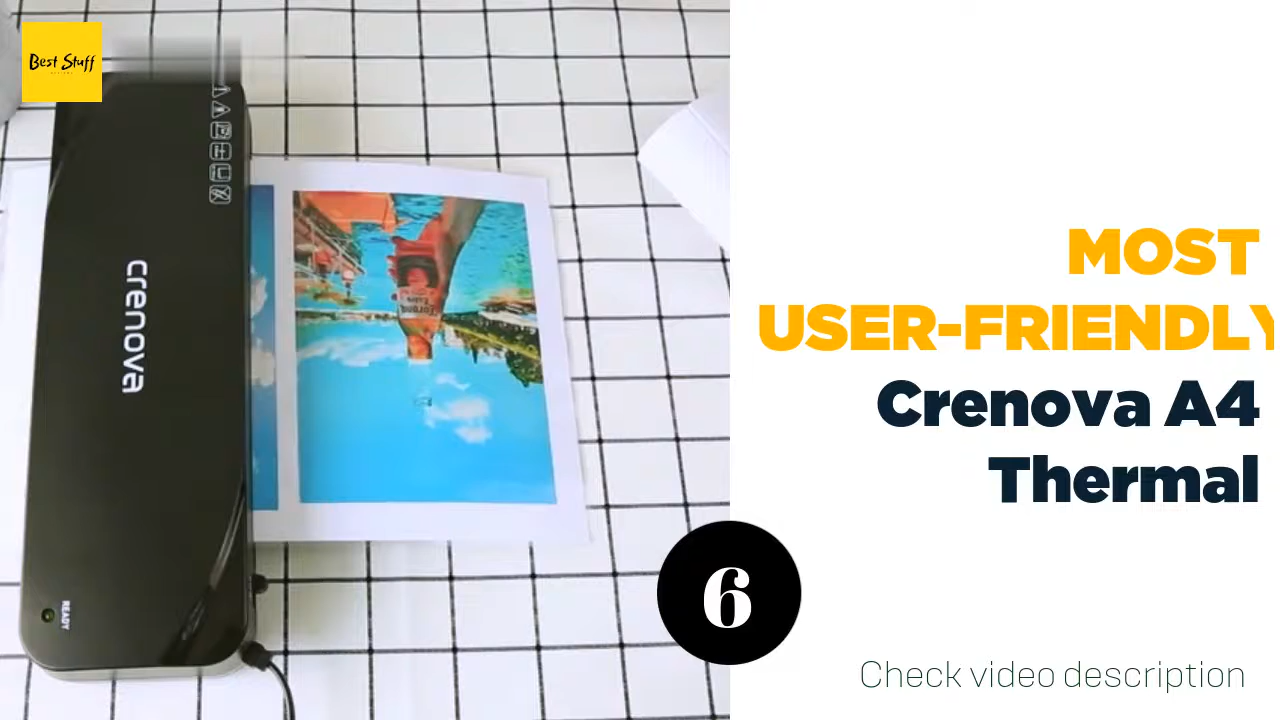 Best Stuff
crenova
READY
MOST
USER-FRIENDLY
Crenova A4
Thermal
6
Check video description